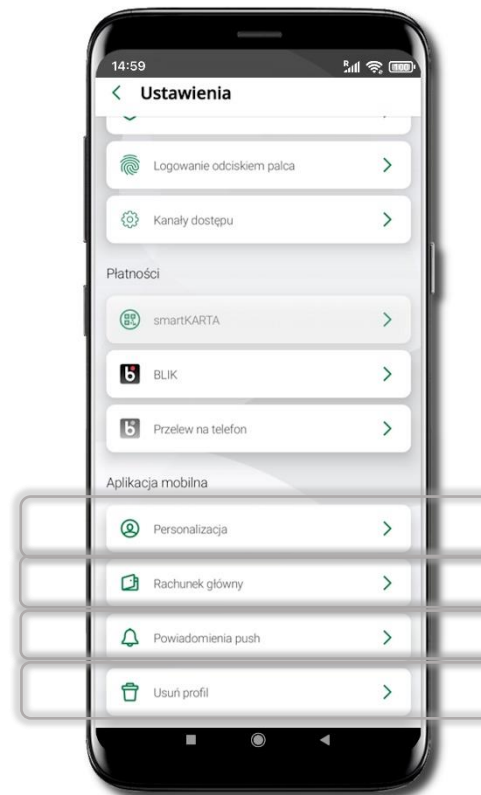 14:59
Ustawienia
Logowanie odciskiem palca
Kanały dostępu
Płatności
smartKARTA
BLIK
Przelew na telefon
Aplikacja mobilna
Personalizacja
Rachunek główny
Powiadomienia push
Usuń profil